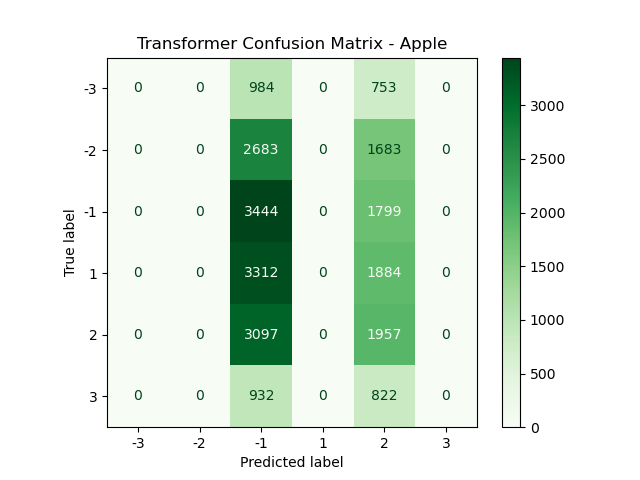 Transformer Confusion Matrix - Apple
-3 0 0 984 0 753 0
-2 0 0 2683 0 1683 0
-1 0 0 3444 0 1799 0
1 0 0 3312 0 1884 0
2 0 0 3097 0 1957 0
3 0 0 932 0 822 0
-3 -2 -1 1 2 3
Predicted label
True label
3000
2500
2000
1500
1000
500
0